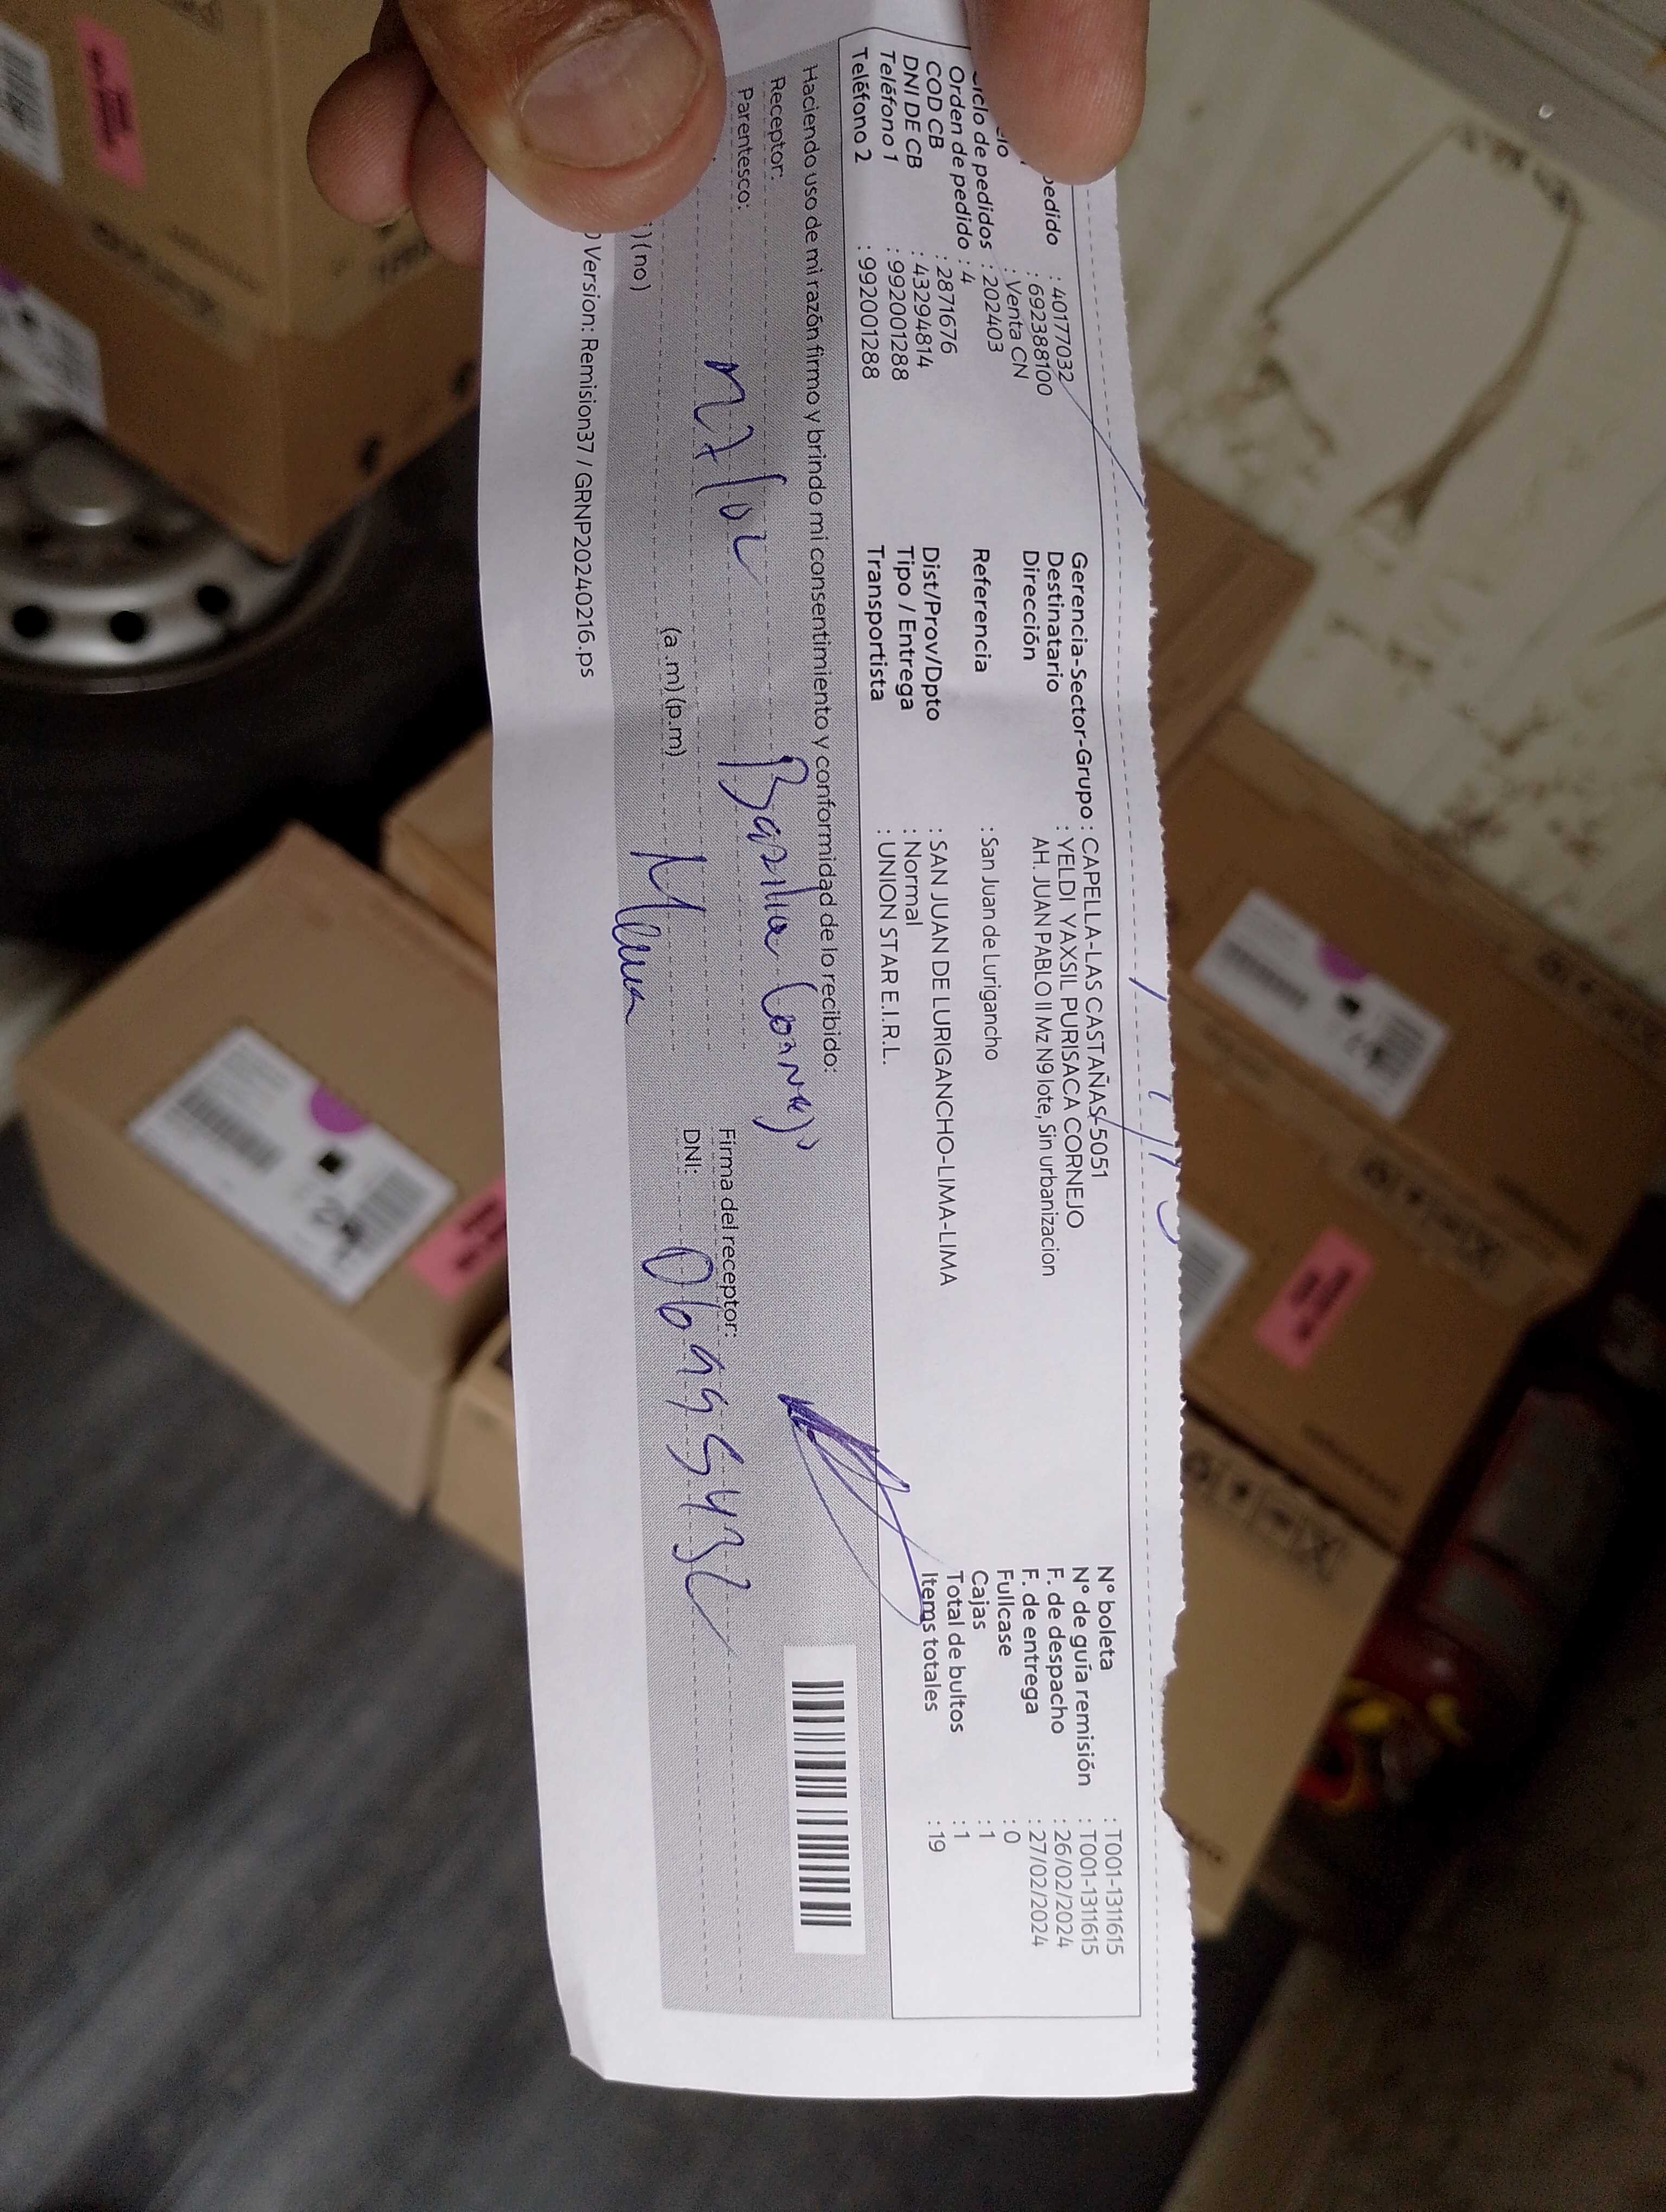 pedido : 40177032
: 692388100
: Venta CN
Ciclo de pedidos : 202403
Orden de pedido : 4
COD CB : 2871676
DNI DE CB : 43294814
Teléfono 1 : 992001288
Teléfono 2 : 992001288
Gerencia-Sector-Grupo : CAPELLA-LAS CASTAÑAS-5051
Destinatario : YELDI YAXSIL PURISACA CORNEJO
Dirección AH. JUAN PABLO II Mz N9 lote, Sin urbanizacion
Referencia : San Juan de Lurigancho
Dist/Prov/Dpto : SAN JUAN DE LURIGANCHO-LIMA-LIMA
Tipo / Entrega : Normal
Transportista : UNION STAR E.I.R.L.
N° boleta : T001-1311615
N° de guía remisión : T001-1311615
F. de despacho : 26/02/2024
F. de entrega : 27/02/2024
Fullcase : 0
Cajas : 1
Total de bultos : 1
Items totales : 19
Haciendo uso de mi razón firmo y brindo mi consentimiento y conformidad de lo recibido:
Receptor:
Parentesco:
27/02
Firma del receptor:
DNI:
(no)
(a .m) (p.m)
Version: Remision37 / GRNP20240216.ps